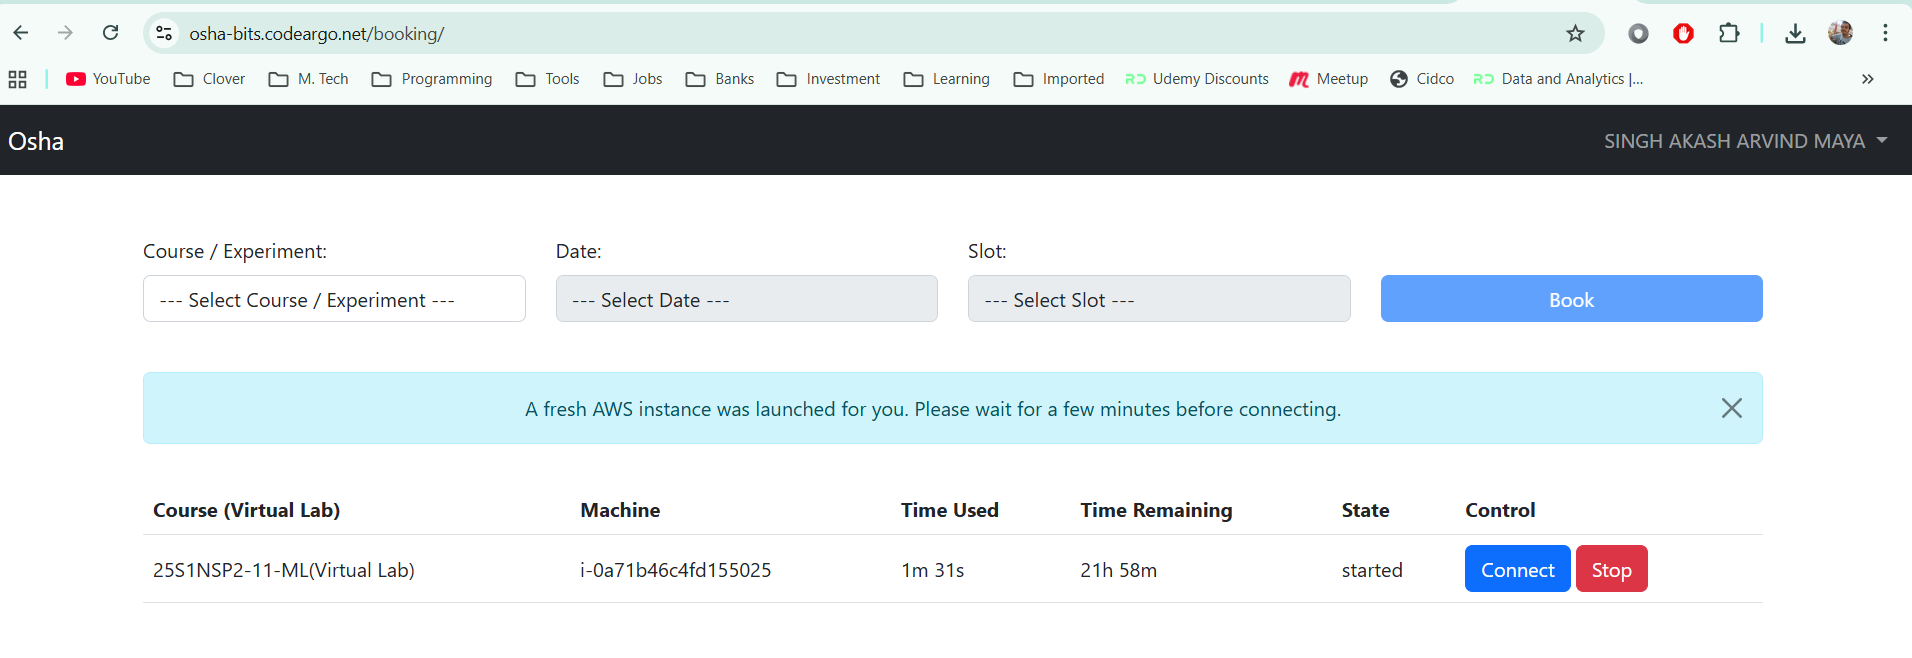 osha-bits.codeargo.net/booking/
YouTube Clover M. Tech Programming Tools Jobs Banks Investment Learning Imported Udemy Discounts Meetup Cidco Data and Analytics |...
Osha SINGH AKASH ARVIND MAYA
Course / Experiment: Date: Slot:
--- Select Course / Experiment --- --- Select Date --- --- Select Slot --- Book
A fresh AWS instance was launched for you. Please wait for a few minutes before connecting.
Course (Virtual Lab) Machine Time Used Time Remaining State Control
25S1NSP2-11-ML(Virtual Lab) i-0a71b46c4fd155025 1m 31s 21h 58m started Connect Stop